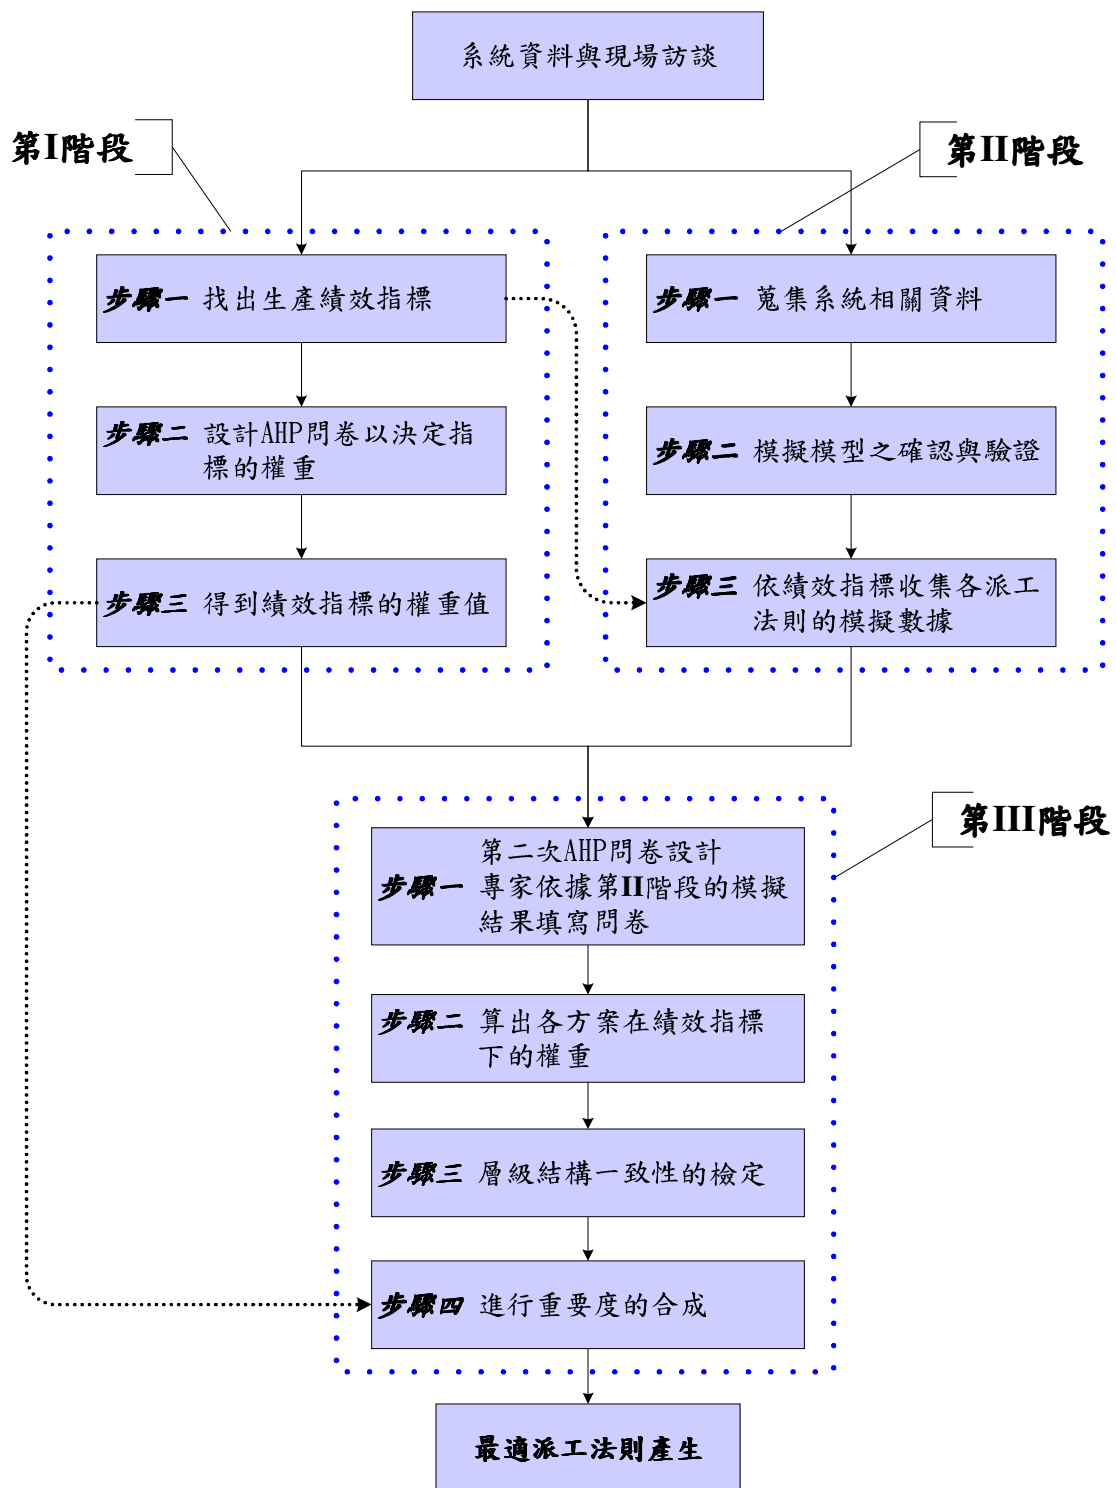 系統資料與現場訪談
第I階段
第II階段
步驟一 找出生產績效指標
步驟二 設計AHP問卷以決定指
標的權重
步驟三 得到績效指標的權重值
步驟一 蒐集系統相關資料
步驟二 模擬模型之確認與驗證
步驟三 依績效指標收集各派工
法則的模擬數據
第III階段
第二次AHP問卷設計
步驟一 專家依據第II階段的模擬
結果填寫問卷
步驟二 算出各方案在績效指標
下的權重
步驟三 層級結構一致性的檢定
步驟四 進行重要度的合成
最適派工法則產生